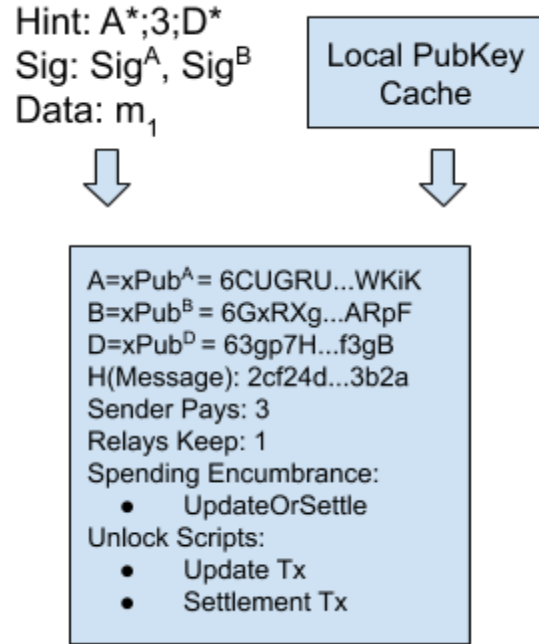 Hint: A*;3;D*
Sig: Sig^A, Sig^B
Data: m_1
Local PubKey
Cache
A=xPub^A = 6CUGRU...WKiK
B=xPub^B = 6GxRXg...ARpF
D=xPub^D = 63gp7H...f3gB
H(Message): 2cf24d...3b2a
Sender Pays: 3
Relays Keep: 1
Spending Encumbrance:
● UpdateOrSettle
Unlock Scripts:
● Update Tx
● Settlement Tx